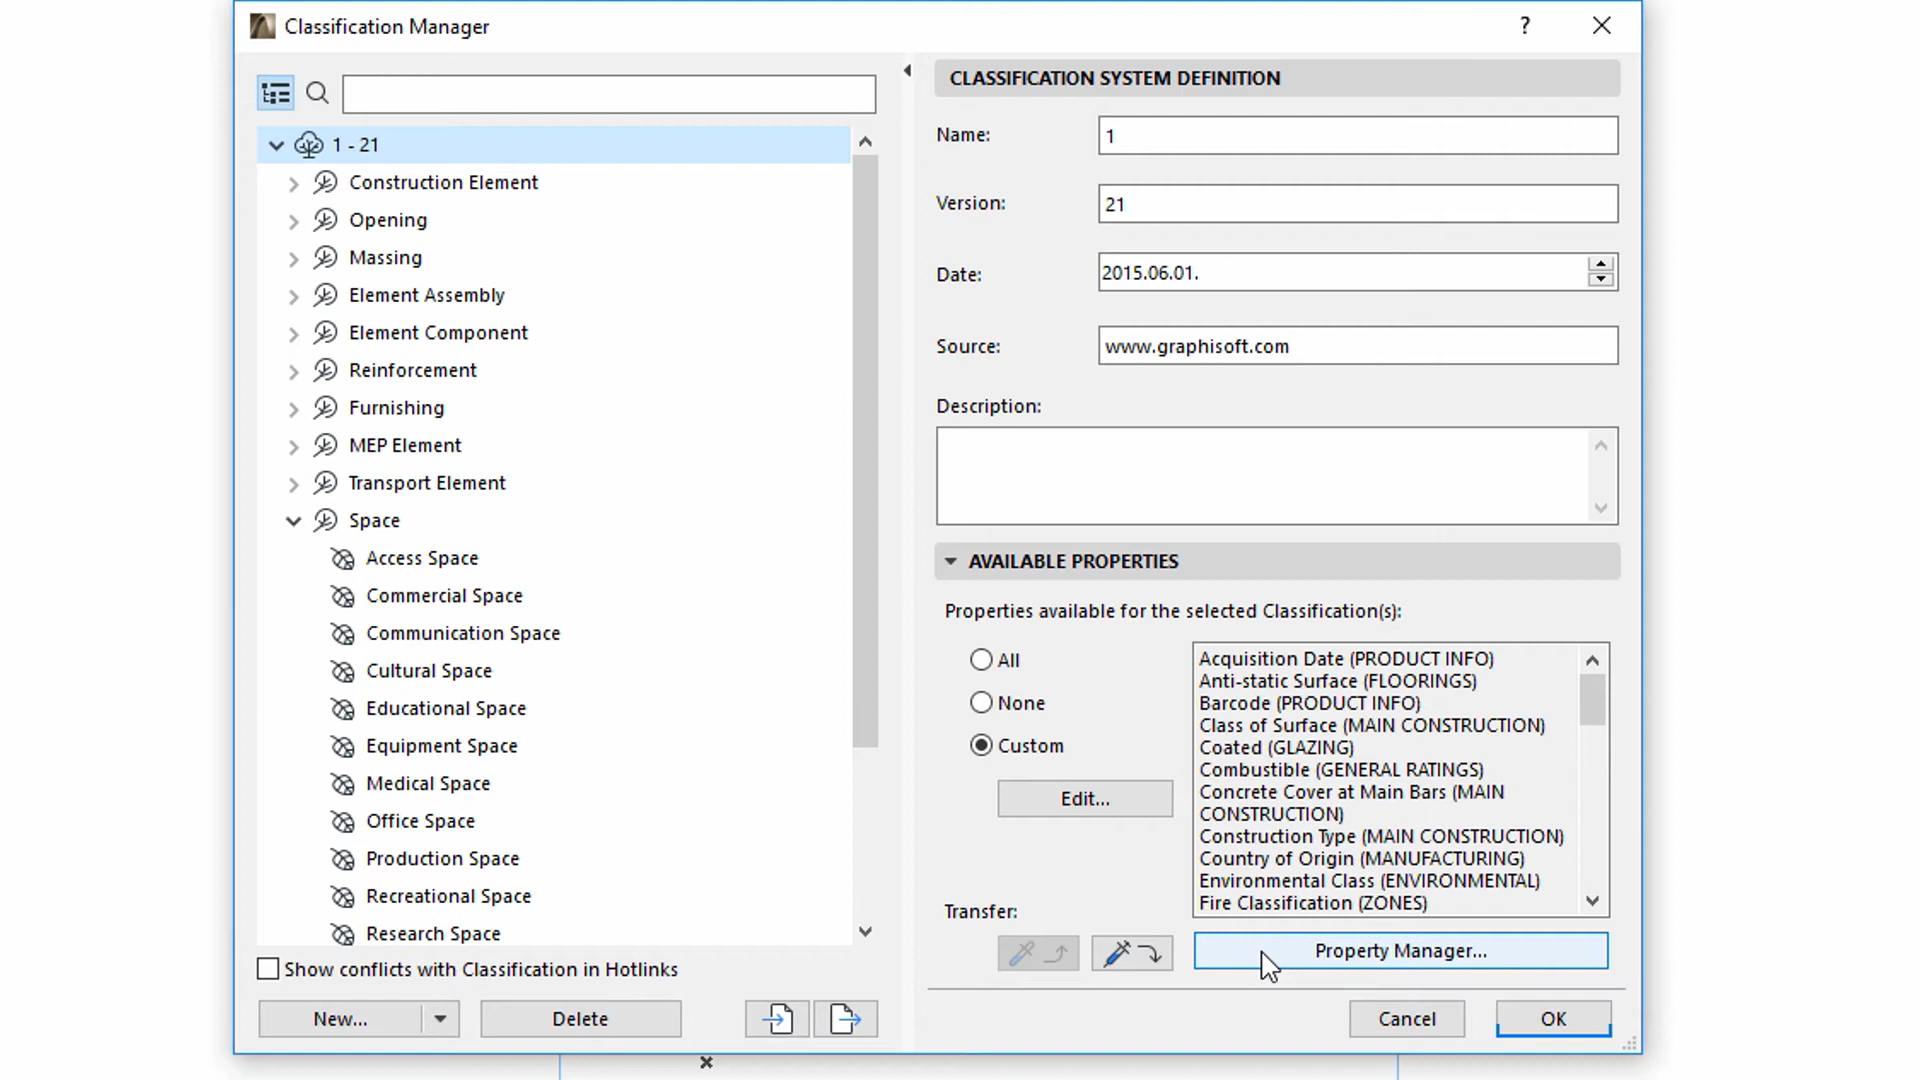 Classification Manager
?
1 - 21
Construction Element
Opening
Massing
Element Assembly
Element Component
Reinforcement
Furnishing
MEP Element
Transport Element
Space
Access Space
Commercial Space
Communication Space
Cultural Space
Educational Space
Equipment Space
Medical Space
Office Space
Production Space
Recreational Space
Research Space
Show conflicts with Classification in Hotlinks
New...
Delete
CLASSIFICATION SYSTEM DEFINITION
Name: 1
Version: 21
Date: 2015.06.01.
Source: www.graphisoft.com
Description:
AVAILABLE PROPERTIES
Properties available for the selected Classification(s):
All
None
Custom
Edit...
Acquisition Date (PRODUCT INFO)
Anti-static Surface (FLOORINGS)
Barcode (PRODUCT INFO)
Class of Surface (MAIN CONSTRUCTION)
Coated (GLAZING)
Combustible (GENERAL RATINGS)
Concrete Cover at Main Bars (MAIN
CONSTRUCTION)
Construction Type (MAIN CONSTRUCTION)
Country of Origin (MANUFACTURING)
Environmental Class (ENVIRONMENTAL)
Fire Classification (ZONES)
Transfer:
Property Manager...
Cancel
OK